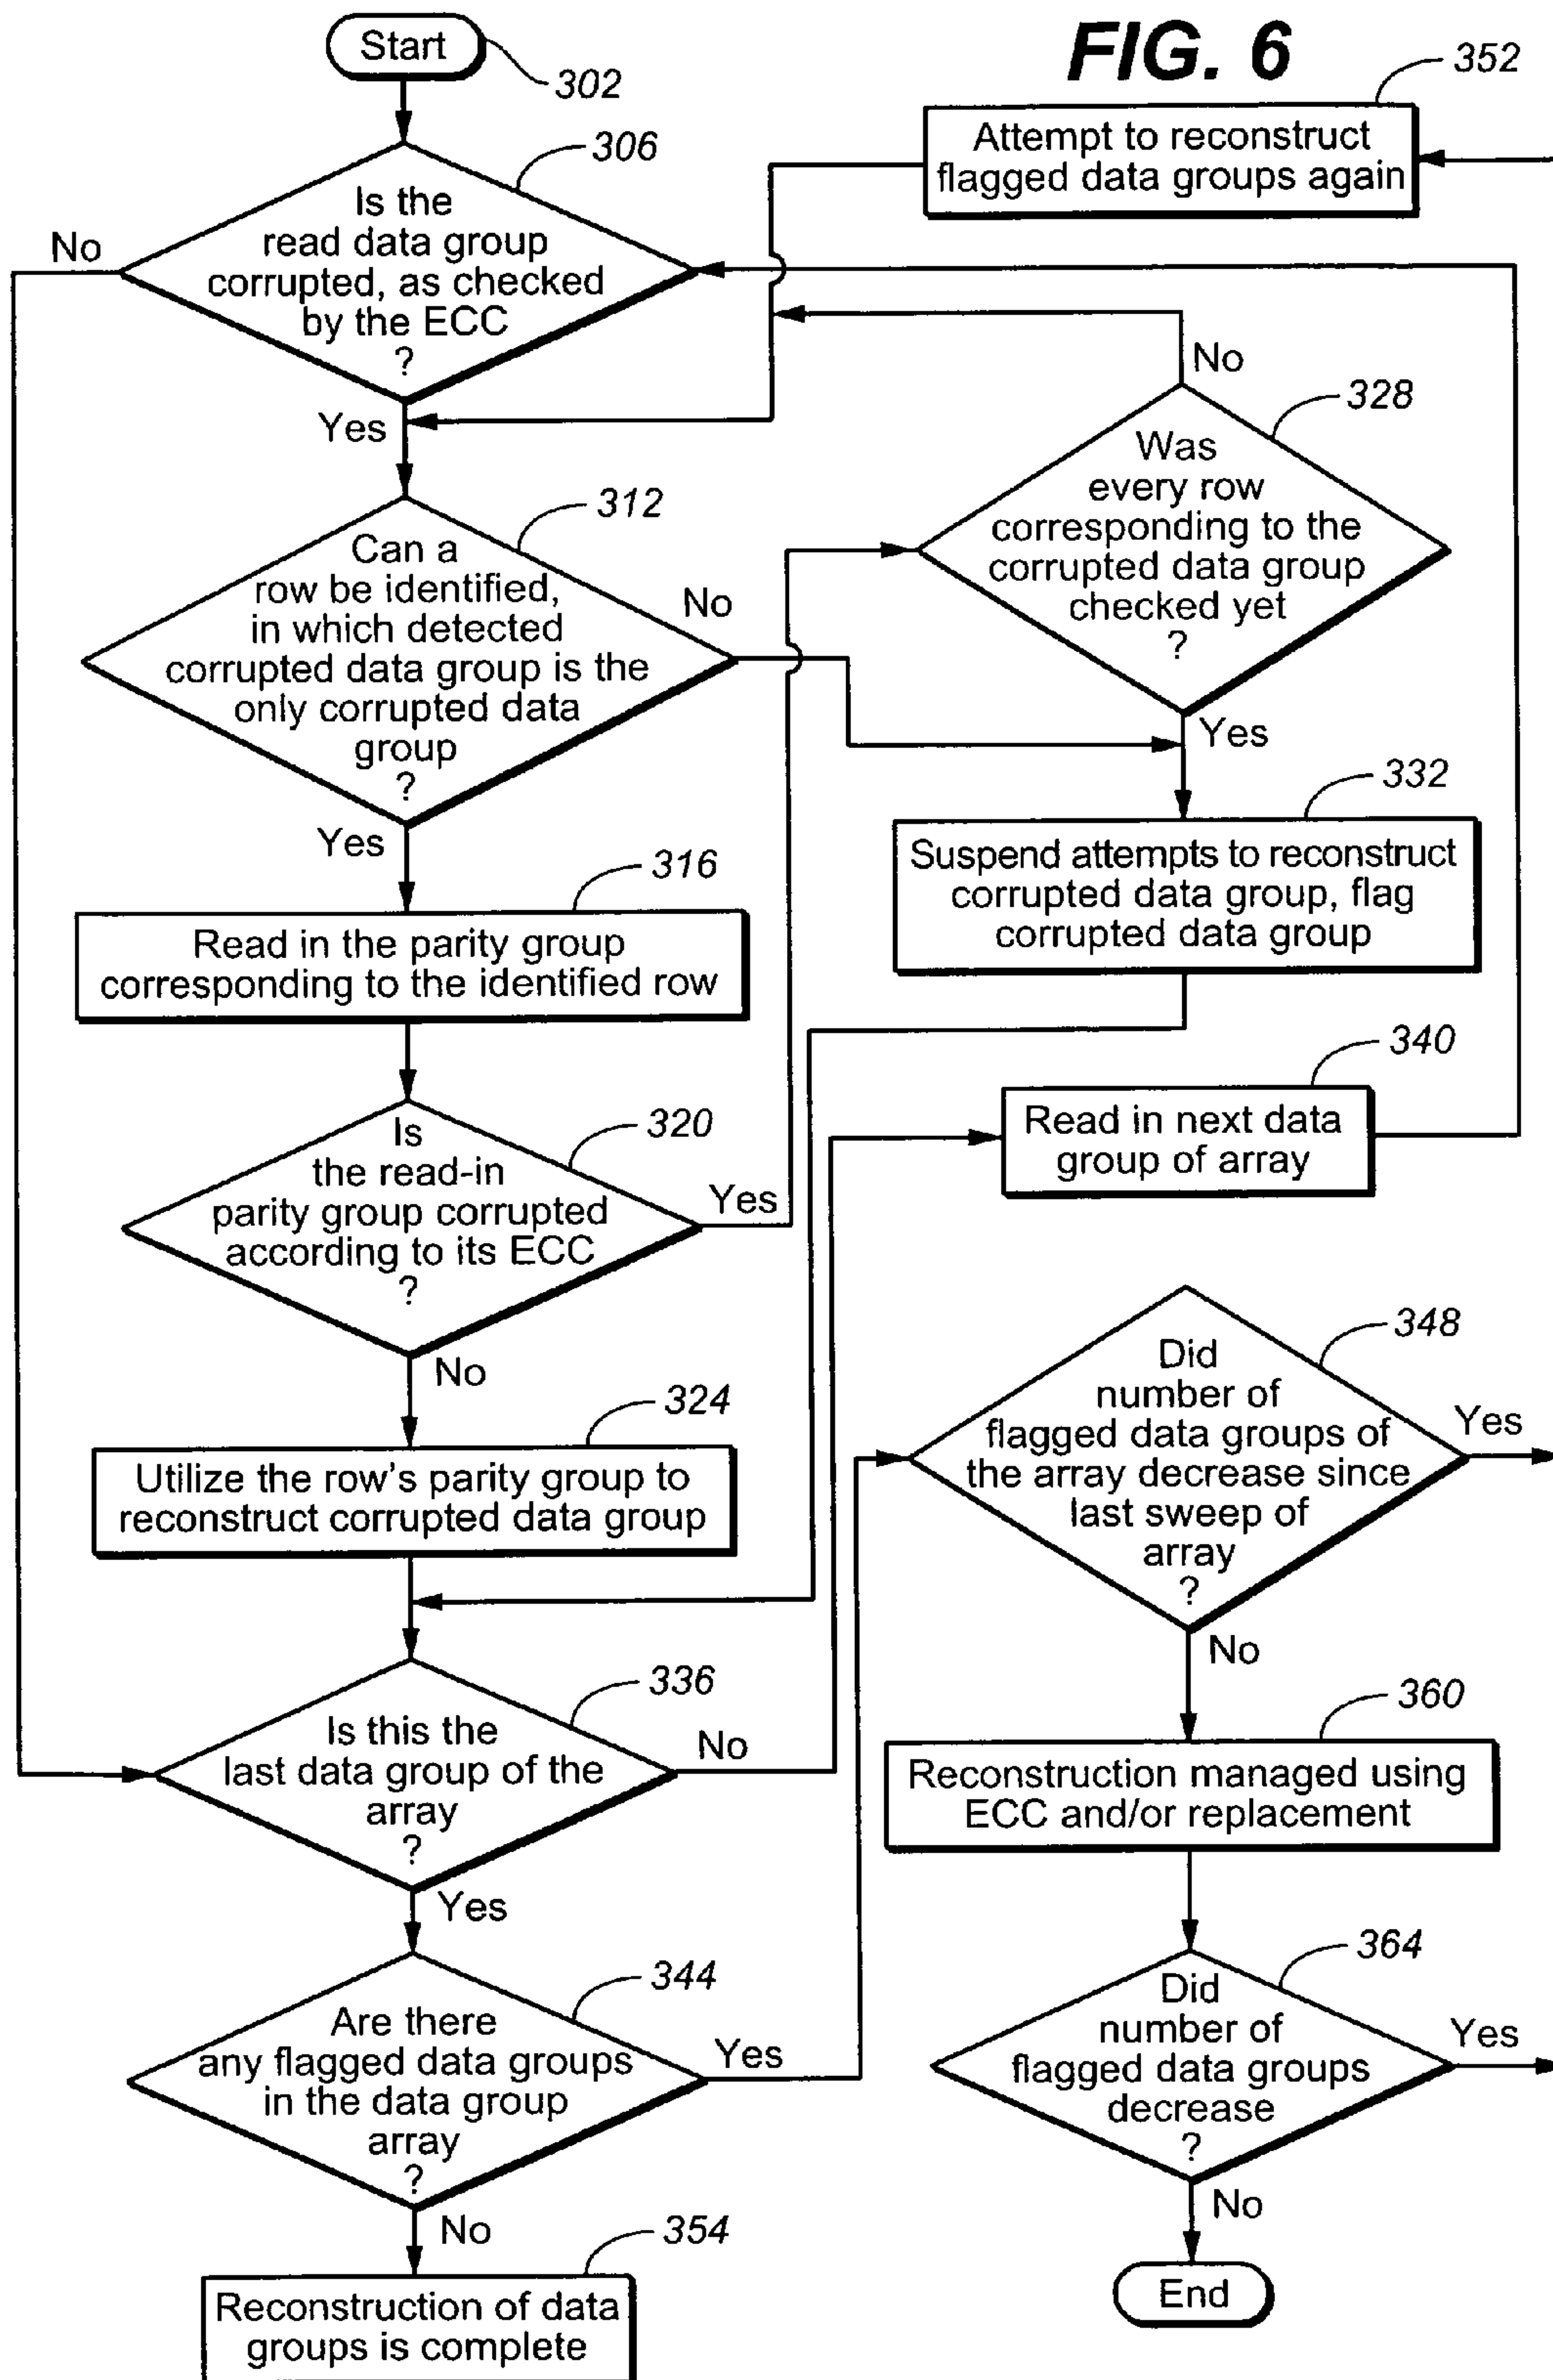 FIG. 6
Start
302
352
Attempt to reconstruct
flagged data groups again
306
Is the
read data group
corrupted, as checked
by the ECC
?
No
Yes
312
Can a
row be identified,
in which detected
corrupted data group is the
only corrupted data
group
?
No
Yes
328
Was
every row
corresponding to the
corrupted data group
checked yet
?
No
Yes
316
Read in the parity group
corresponding to the identified row
332
Suspend attempts to reconstruct
corrupted data group, flag
corrupted data group
320
Is
the read-in
parity group corrupted
according to its ECC
?
Yes
No
340
Read in next data
group of array
324
Utilize the row's parity group to
reconstruct corrupted data group
348
Did
number of
flagged data groups of
the array decrease since
last sweep of
array
?
Yes
No
336
Is this the
last data group of the
array
?
No
Yes
360
Reconstruction managed using
ECC and/or replacement
344
Are there
any flagged data groups
in the data group
array
?
Yes
No
364
Did
number of
flagged data groups
decrease
?
Yes
No
354
Reconstruction of data
groups is complete
End